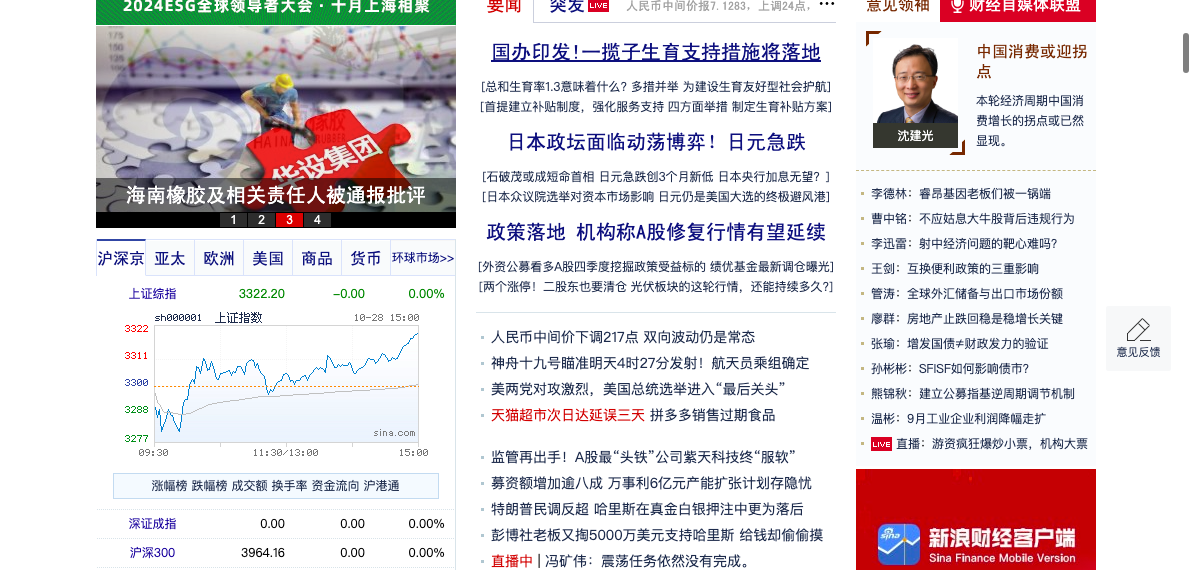 2024ESG全球领导者大会·十月上海相聚
华设集团
海南橡胶及相关责任人被通报批评
1 2 3 4
沪深京 亚太 欧洲 美国 商品 货币 环球市场>>
上证综指 3322.20 −0.00 0.00%
sh000001 上证指数 10-28 15:00
3322
3311
3300
3288
3277
sina.com
09:30 11:30/13:00 15:00
涨幅榜 跌幅榜 成交额 换手率 资金流向 沪港通
深证成指 0.00 0.00 0.00%
沪深300 3964.16 0.00 0.00%
要闻 突发 LIVE 人民币中间价报7.1283，上调24点， ...
国办印发!一揽子生育支持措施将落地
[总和生育率1.3意味着什么? 多措并举 为建设生育友好型社会护航]
[首提建立补贴制度，强化服务支持 四方面举措 制定生育补贴方案]
日本政坛面临动荡博弈！日元急跌
[石破茂或成短命首相 日元急跌创3个月新低 日本央行加息无望？]
[日本众议院选举对资本市场影响 日元仍是美国大选的终极避风港]
政策落地 机构称A股修复行情有望延续
[外资公募看多A股四季度挖掘政策受益标的 绩优基金最新调仓曝光]
[两个涨停！二股东也要清仓 光伏板块的这轮行情，还能持续多久?]
人民币中间价下调217点 双向波动仍是常态
神舟十九号瞄准明天4时27分发射！航天员乘组确定
美两党对攻激烈，美国总统选举进入“最后关头”
天猫超市次日达延误三天 拼多多销售过期食品
监管再出手！A股最“头铁”公司紫天科技终“服软”
募资额增加逾八成 万事利6亿元产能扩张计划存隐忧
特朗普民调反超 哈里斯在真金白银押注中更为落后
彭博社老板又掏5000万美元支持哈里斯 给钱却偷偷摸
直播中 | 冯矿伟：震荡任务依然没有完成。
意见领袖 财经自媒体联盟
沈建光
中国消费或迎拐
点
本轮经济周期中国消
费增长的拐点或已然
显现。
李德林：睿昂基因老板们被一锅端
曹中铭：不应姑息大牛股背后违规行为
李迅雷：射中经济问题的靶心难吗?
王剑：互换便利政策的三重影响
管涛：全球外汇储备与出口市场份额
廖群：房地产止跌回稳是稳增长关键
张瑜：增发国债≠财政发力的验证
孙彬彬：SFISF如何影响债市?
熊锦秋：建立公募指基逆周期调节机制
温彬：9月工业企业利润降幅走扩
LIVE 直播：游资疯狂爆炒小票，机构大票
sina
新浪财经客户端
Sina Finance Mobile Version
意见反馈